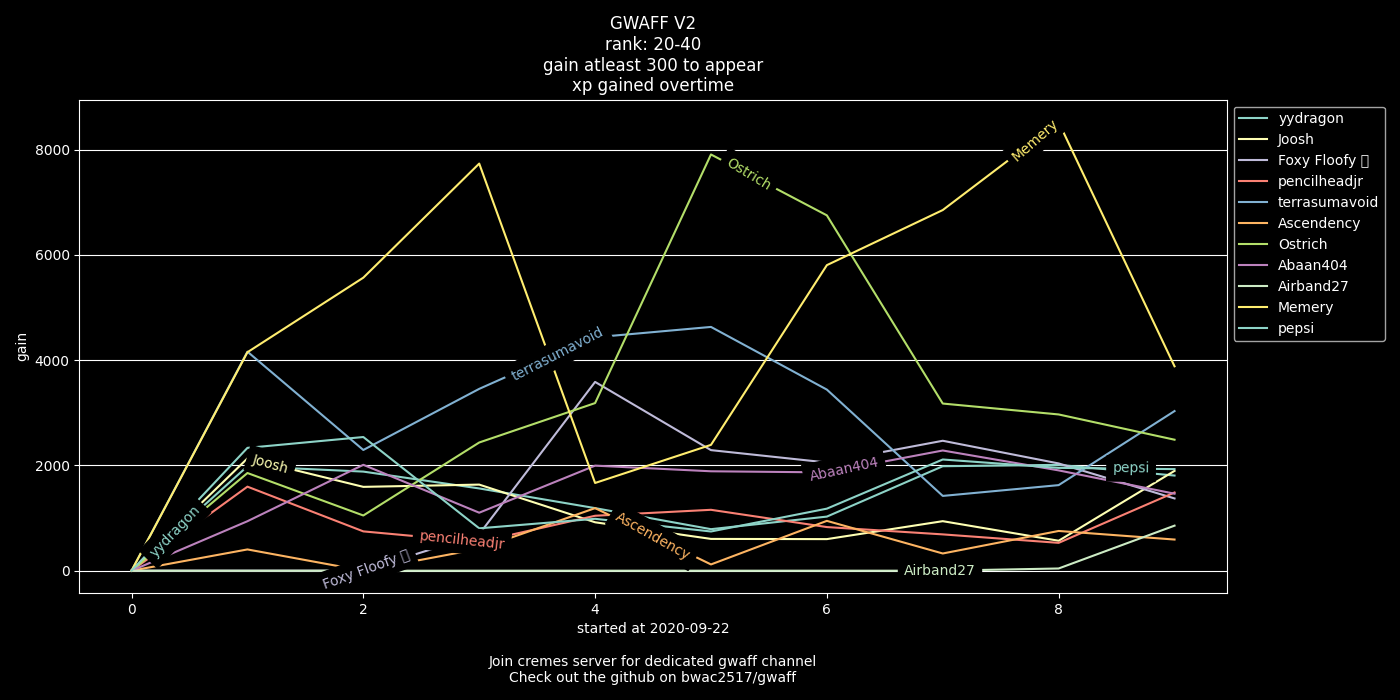 GWAFF V2
rank: 20-40
gain atleast 300 to appear
xp gained overtime
gain
8000
6000
4000
2000
0
0 2 4 6 8
yydragon
Joosh
Foxy Floofy
pencilheadjr
terrasumavoid
Ascendency
Ostrich
Abaan404
Airband27
Memery
pepsi
yydragon
Joosh
Foxy Floofy
pencilheadjr
terrasumavoid
Ascendency
Ostrich
Abaan404
Airband27
Memery
pepsi
started at 2020-09-22
Join cremes server for dedicated gwaff channel
Check out the github on bwac2517/gwaff